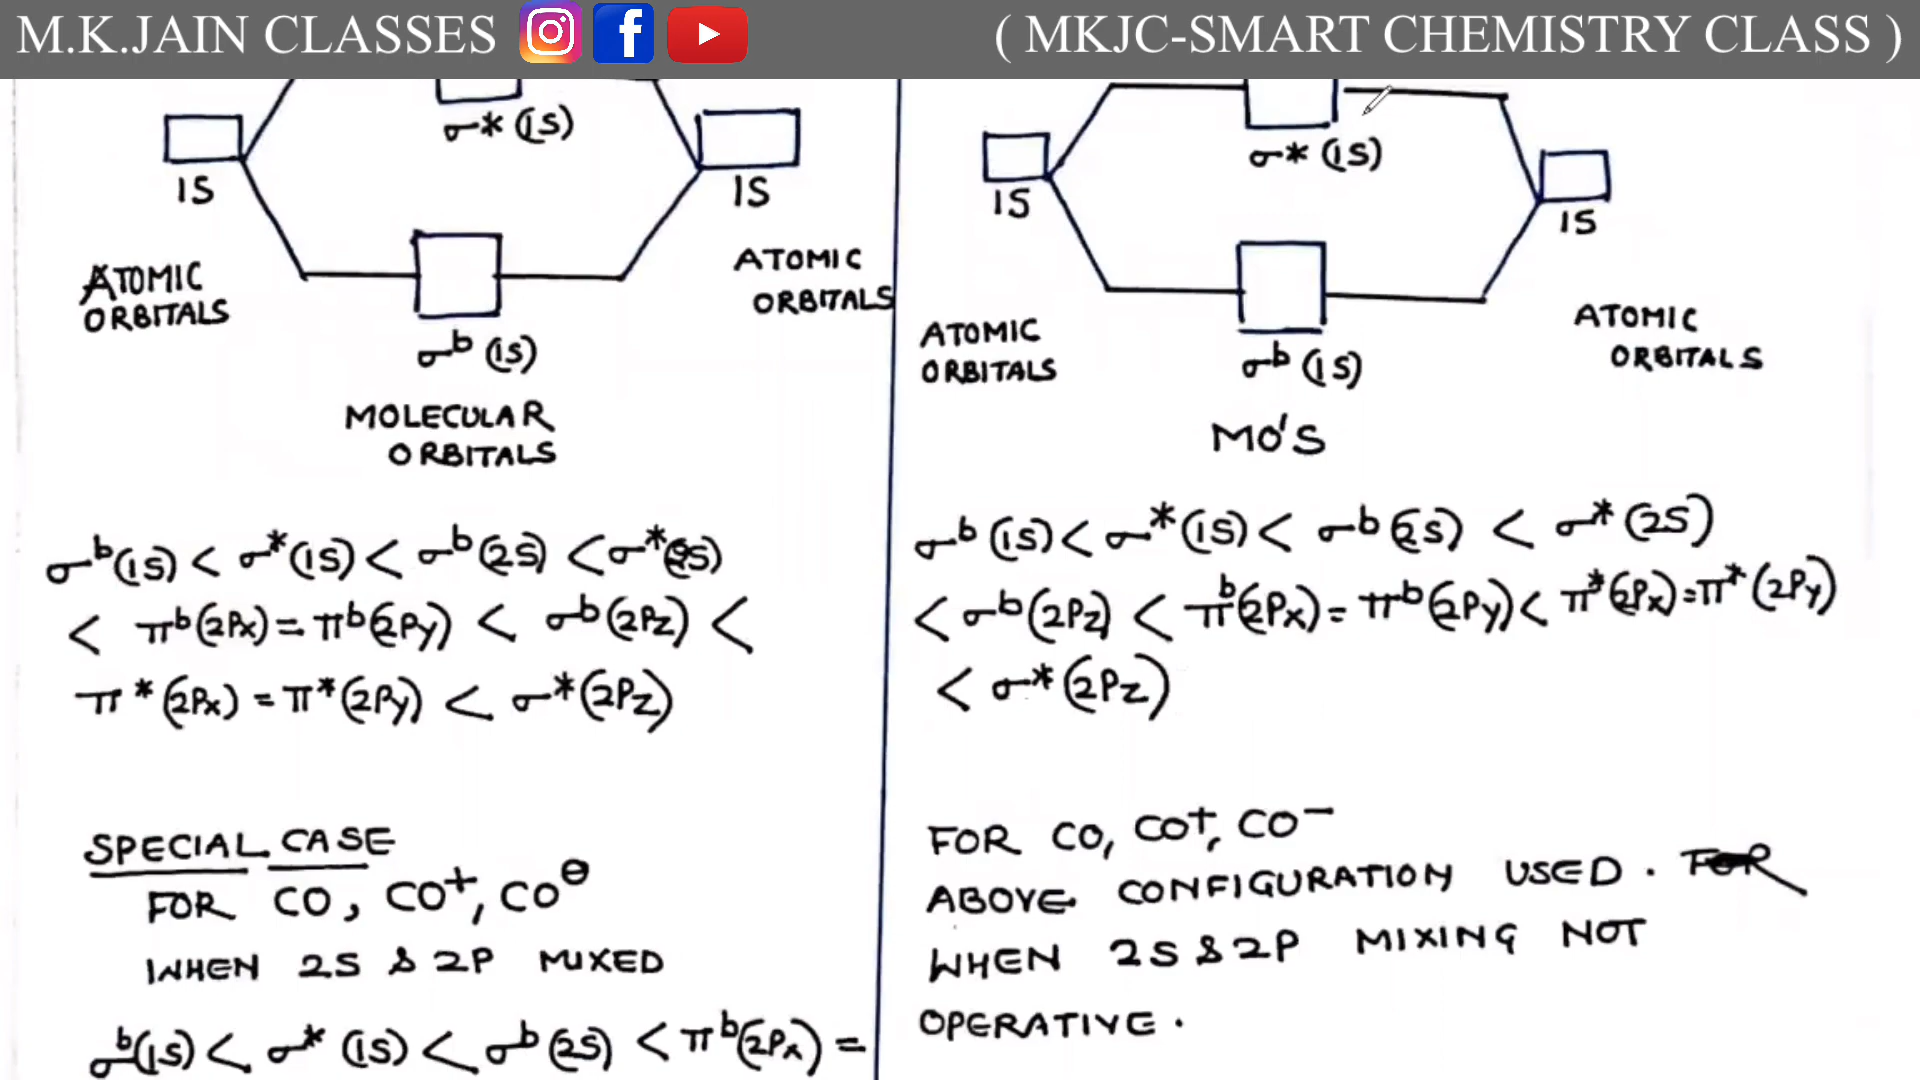 M.K.JAIN CLASSES
( MKJC-SMART CHEMISTRY CLASS )
σ* (1S)
1S
1S
ATOMIC
ORBITALS
ATOMIC
ORBITALS
σᵇ (1S)
MOLECULAR
ORBITALS
σᵇ(1S) < σ*(1S) < σᵇ(2S) < σ*(2S)
< πᵇ(2Px) = πᵇ(2Py) < σᵇ(2Pz) <
π*(2Px) = π*(2Py) < σ*(2Pz)
SPECIAL CASE
FOR CO, CO⁺, CO⊖
WHEN 2S & 2P MIXED
σᵇ(1S) < σ* (1S) < σᵇ(2S) < πᵇ(2Px) =
σ* (1S)
1S
1S
ATOMIC
ORBITALS
ATOMIC
ORBITALS
σᵇ (1S)
MO'S
σᵇ (1S) < σ*(1S) < σᵇ(2S) < σ* (2S)
< σᵇ(2Pz) < πᵇ(2Px) = πᵇ(2Py) < π*(2Px) = π*(2Py)
< σ*(2Pz)
FOR CO, CO⁺, CO⁻
ABOVE CONFIGURATION USED.
WHEN 2S & 2P MIXING NOT
OPERATIVE.